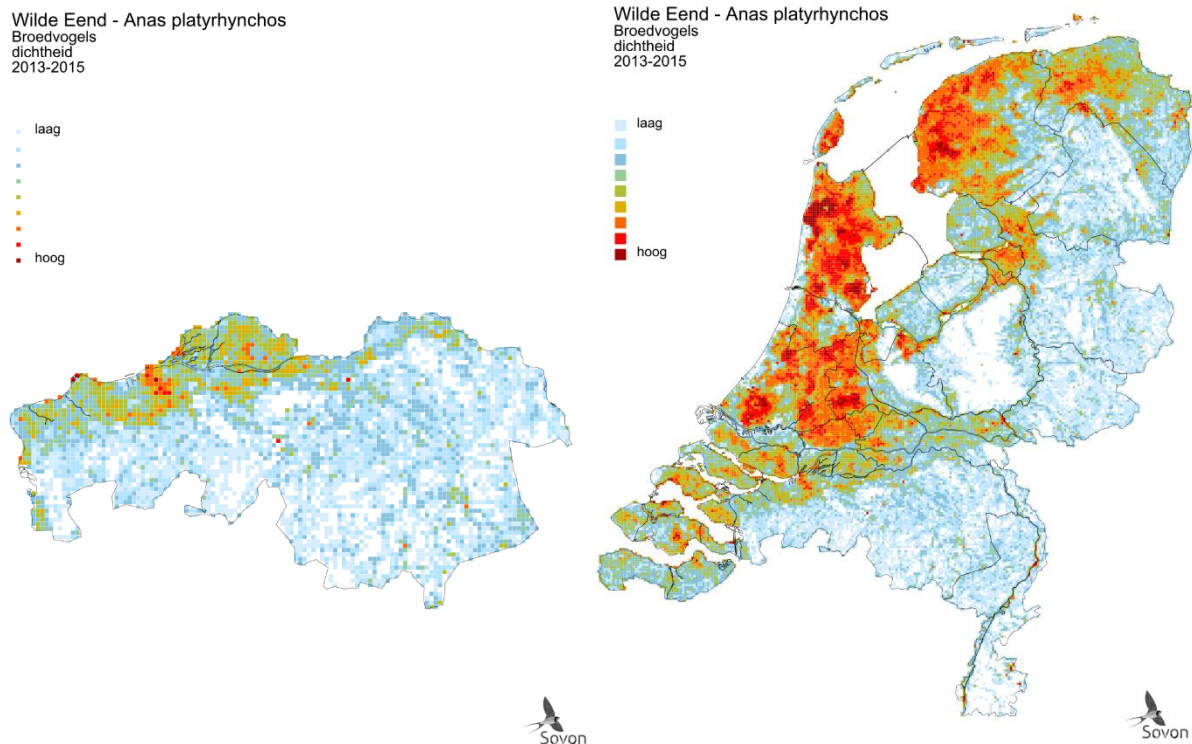 Wilde Eend - Anas platyrhynchos
Broedvogels
dichtheid
2013-2015
laag
hoog
Sovon
Wilde Eend - Anas platyrhynchos
Broedvogels
dichtheid
2013-2015
laag
hoog
Sovon